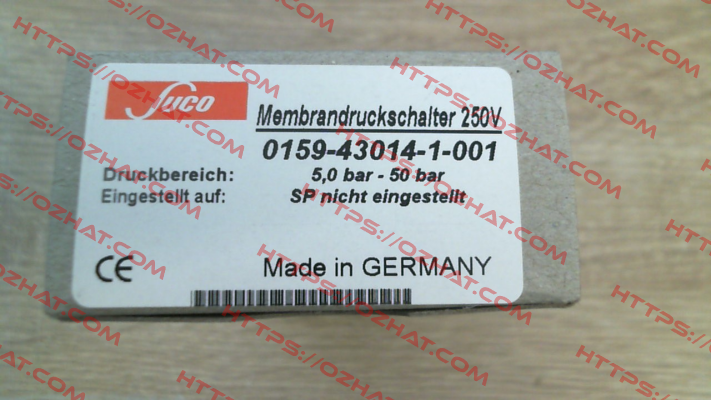 Suco
Membrandruckschalter 250V
0159-43014-1-001
Druckbereich: 5,0 bar - 50 bar
Eingestellt auf: SP nicht eingestellt
CE
Made in GERMANY
HTTPS://OZHAT.COM